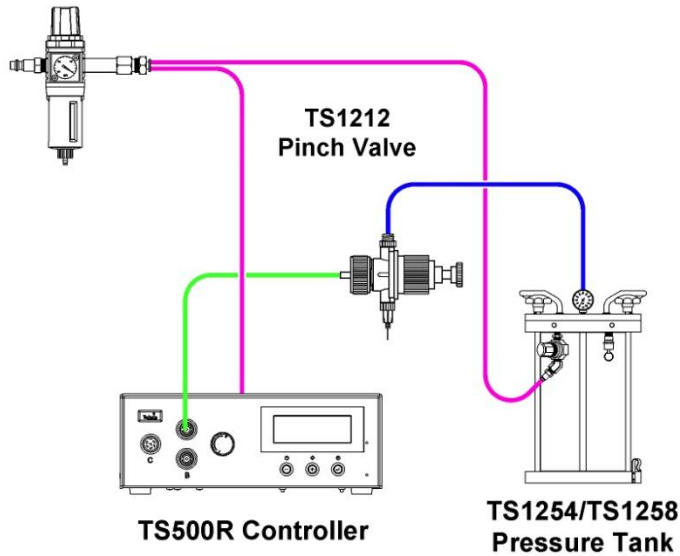 TS1212
Pinch Valve
C
B
TS500R Controller
TS1254/TS1258
Pressure Tank